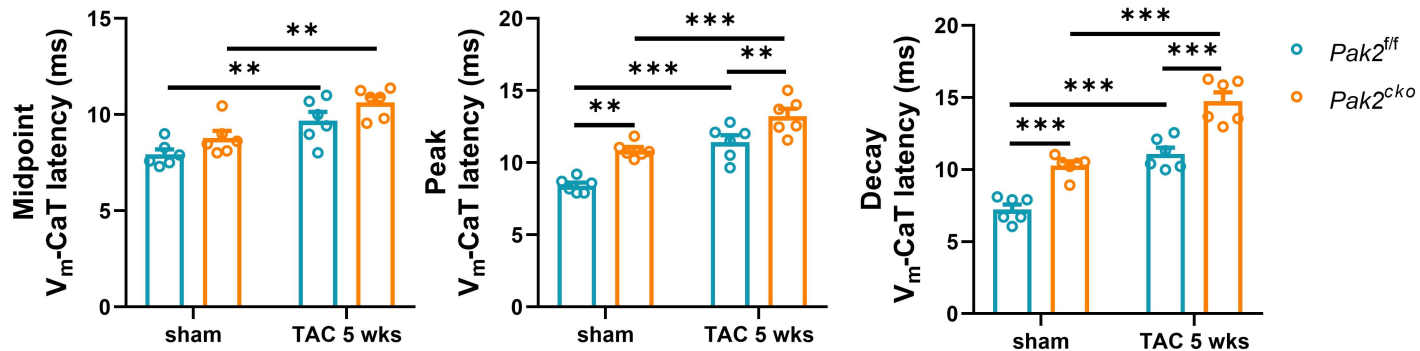 Midpoint
Vm-CaT latency (ms)
15
10
5
0
**
**
sham
TAC 5 wks
Peak
Vm-CaT latency (ms)
20
15
10
5
0
***
**
***
**
sham
TAC 5 wks
Decay
Vm-CaT latency (ms)
20
15
10
5
0
***
***
***
***
sham
TAC 5 wks
Pak2f/f
Pak2cko